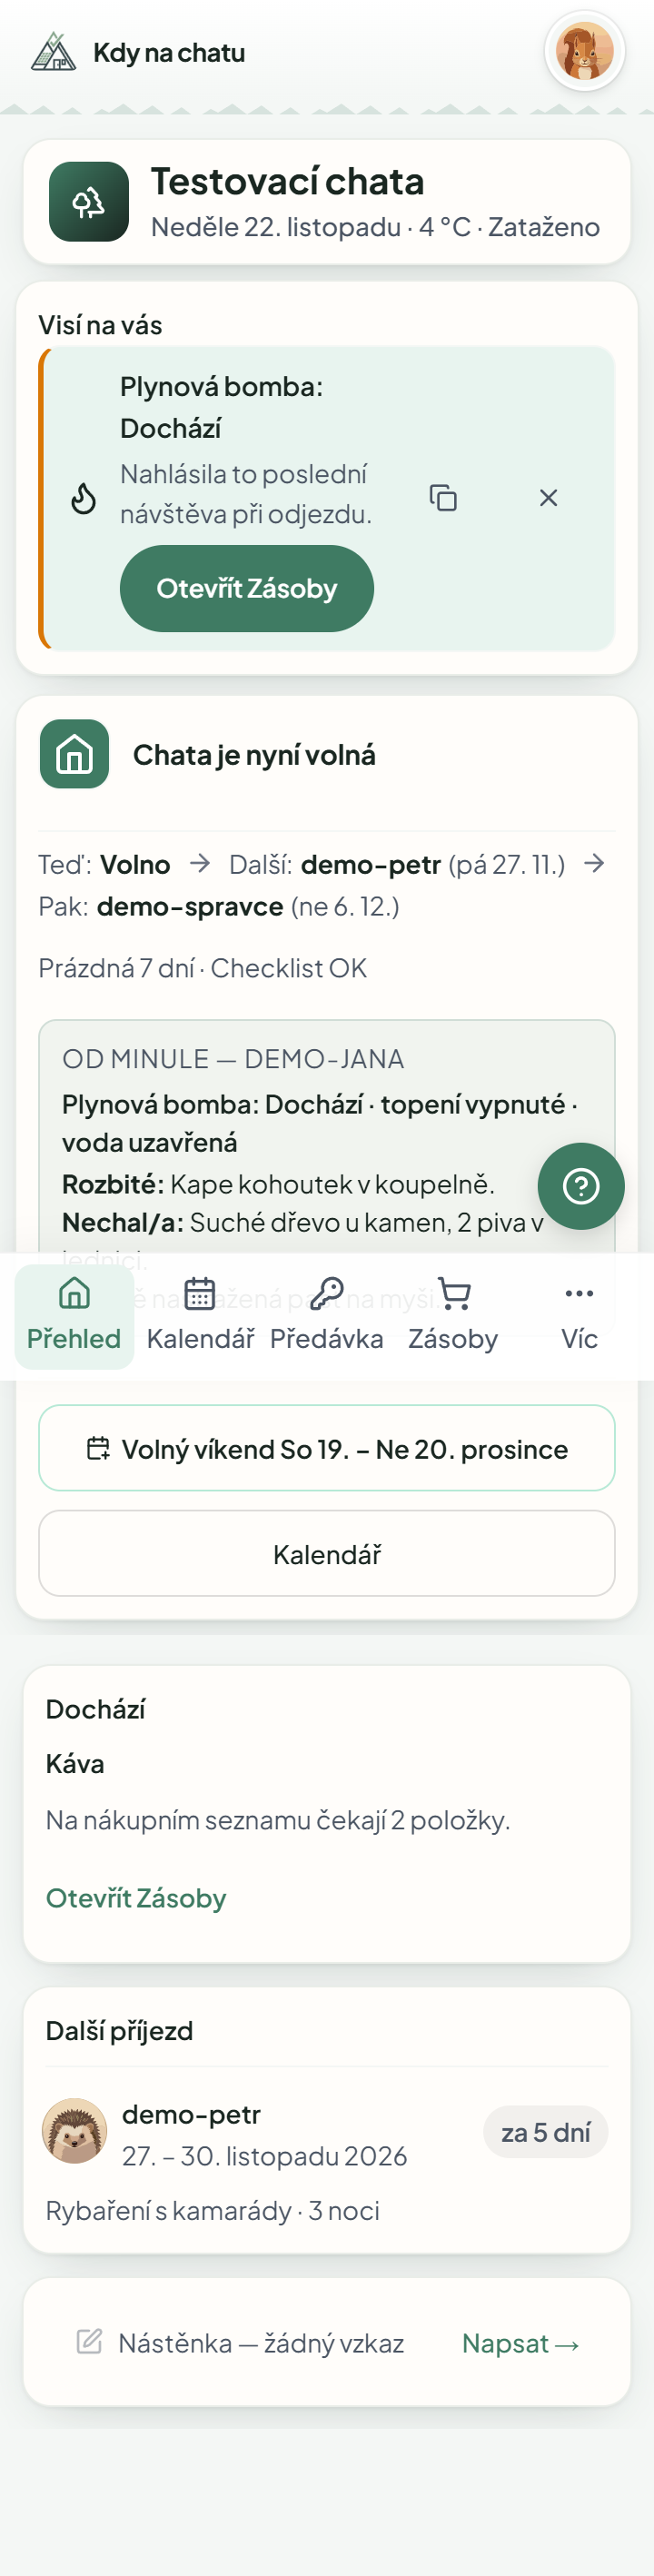 Kdy na chatu
Testovací chata
Neděle 22. listopadu · 4 °C · Zataženo
Visí na vás
Plynová bomba:
Dochází
Nahlásila to poslední
návštěva při odjezdu.
Otevřít Zásoby
Chata je nyní volná
Teď: Volno → Další: demo-petr (pá 27. 11.) →
Pak: demo-spravce (ne 6. 12.)
Prázdná 7 dní · Checklist OK
OD MINULE — DEMO-JANA
Plynová bomba: Dochází · topení vypnuté ·
voda uzavřená
Rozbité: Kape kohoutek v koupelně.
Nechal/a: Suché dřevo u kamen, 2 piva v
lednici.
na myši.
Přehled
Kalendář
Předávka
Zásoby
Víc
Volný víkend So 19. – Ne 20. prosince
Kalendář
Dochází
Káva
Na nákupním seznamu čekají 2 položky.
Otevřít Zásoby
Další příjezd
demo-petr
27. – 30. listopadu 2026
za 5 dní
Rybaření s kamarády · 3 noci
Nástěnka — žádný vzkaz
Napsat →